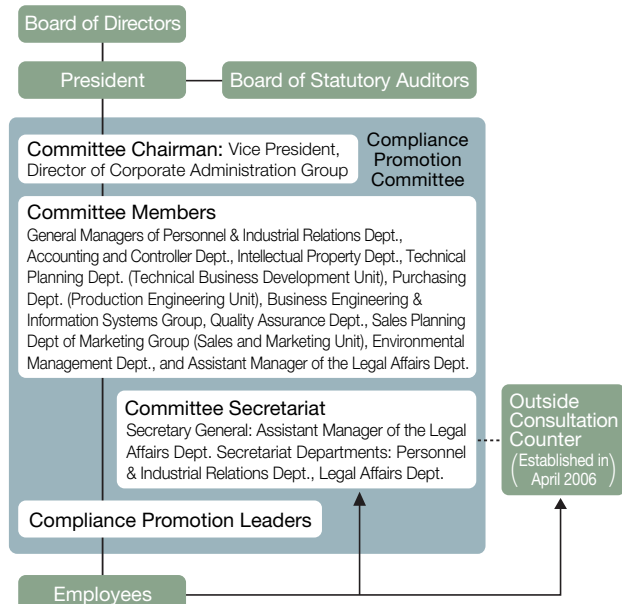 Board of Directors
President
Board of Statutory Auditors
Compliance
Promotion
Committee
Committee Chairman: Vice President,
Director of Corporate Administration Group
Committee Members
General Managers of Personnel & Industrial Relations Dept.,
Accounting and Controller Dept., Intellectual Property Dept., Technical
Planning Dept. (Technical Business Development Unit), Purchasing
Dept. (Production Engineering Unit), Business Engineering &
Information Systems Group, Quality Assurance Dept., Sales Planning
Dept of Marketing Group (Sales and Marketing Unit), Environmental
Management Dept., and Assistant Manager of the Legal Affairs Dept.
Committee Secretariat
Secretary General: Assistant Manager of the Legal
Affairs Dept. Secretariat Departments: Personnel
& Industrial Relations Dept., Legal Affairs Dept.
Outside
Consultation
Counter
(Established in
April 2006)
Compliance Promotion Leaders
Employees